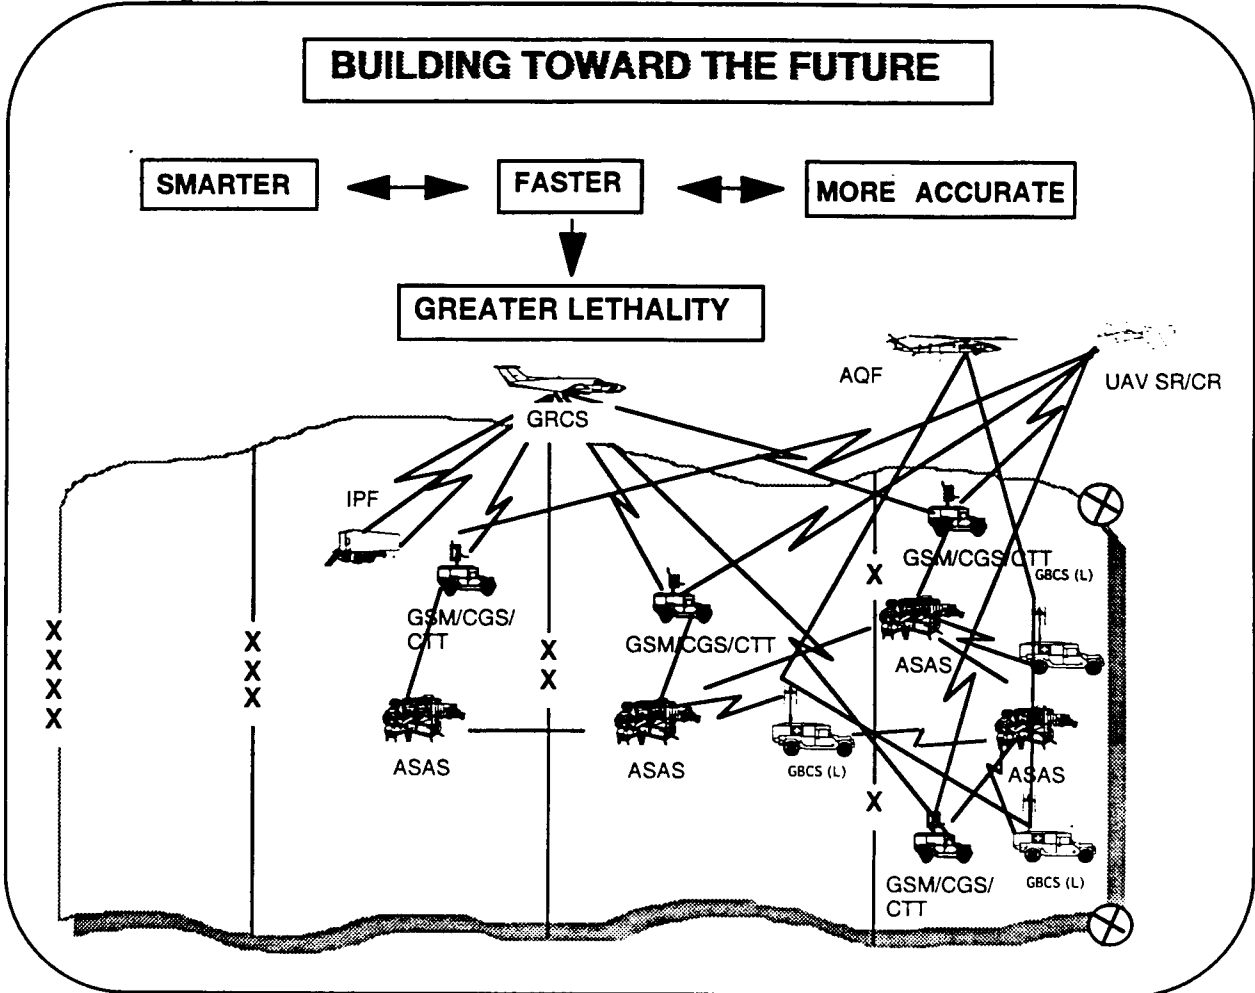 BUILDING TOWARD THE FUTURE
SMARTER
FASTER
MORE ACCURATE
GREATER LETHALITY
AQF
UAV SR/CR
GRCS
IPF
GSM/CGS/CTT
GBCS (L)
GSM/CGS/
CTT
GSM/CGS/CTT
ASAS
X
X
X
X
X
X
X
X
X
X
X
ASAS
ASAS
GBCS (L)
ASAS
X
GSM/CGS/
CTT
GBCS (L)